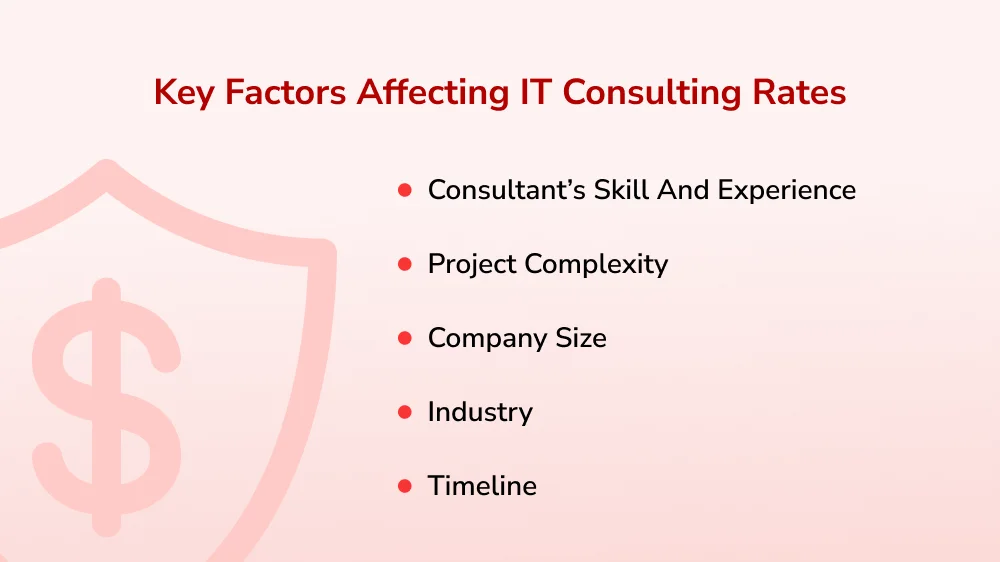 Key Factors Affecting IT Consulting Rates
Consultant’s Skill And Experience
Project Complexity
Company Size
Industry
Timeline